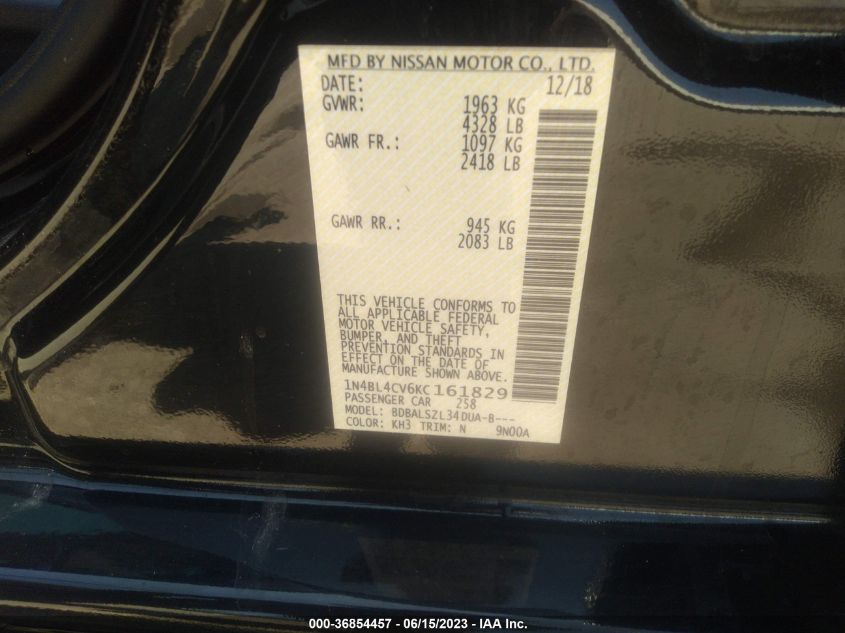 MFD BY NISSAN MOTOR CO., LTD.
DATE: 12/18
GVWR: 1963 KG
4328 LB
GAWR FR.: 1097 KG
2418 LB
GAWR RR.: 945 KG
2083 LB
THIS VEHICLE CONFORMS TO
ALL APPLICABLE FEDERAL
MOTOR VEHICLE SAFETY,
BUMPER, AND THEFT
PREVENTION STANDARDS IN
EFFECT ON THE DATE OF
MANUFACTURE SHOWN ABOVE.
1N4BL4CV6KC161829
PASSENGER CAR 258
MODEL: BDBALSZL34DUA-B---
COLOR: KH3 TRIM: N 9N00A
000-36854457 - 06/15/2023 - IAA Inc.